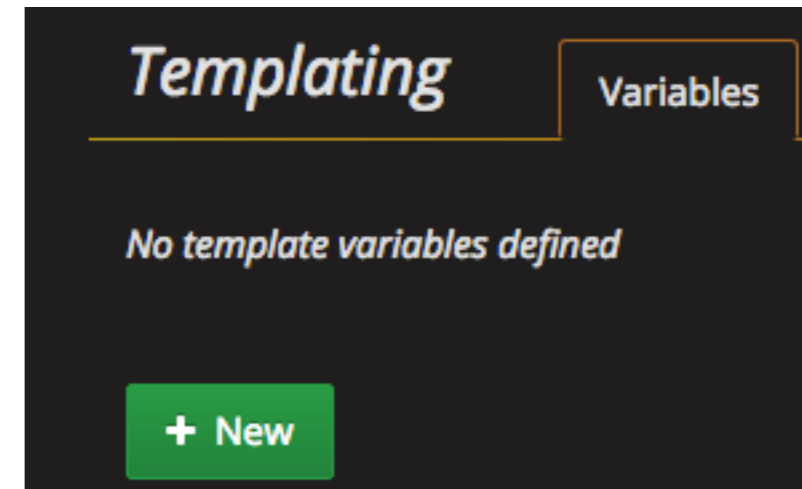 Templating
Variables
No template variables defined
+ New